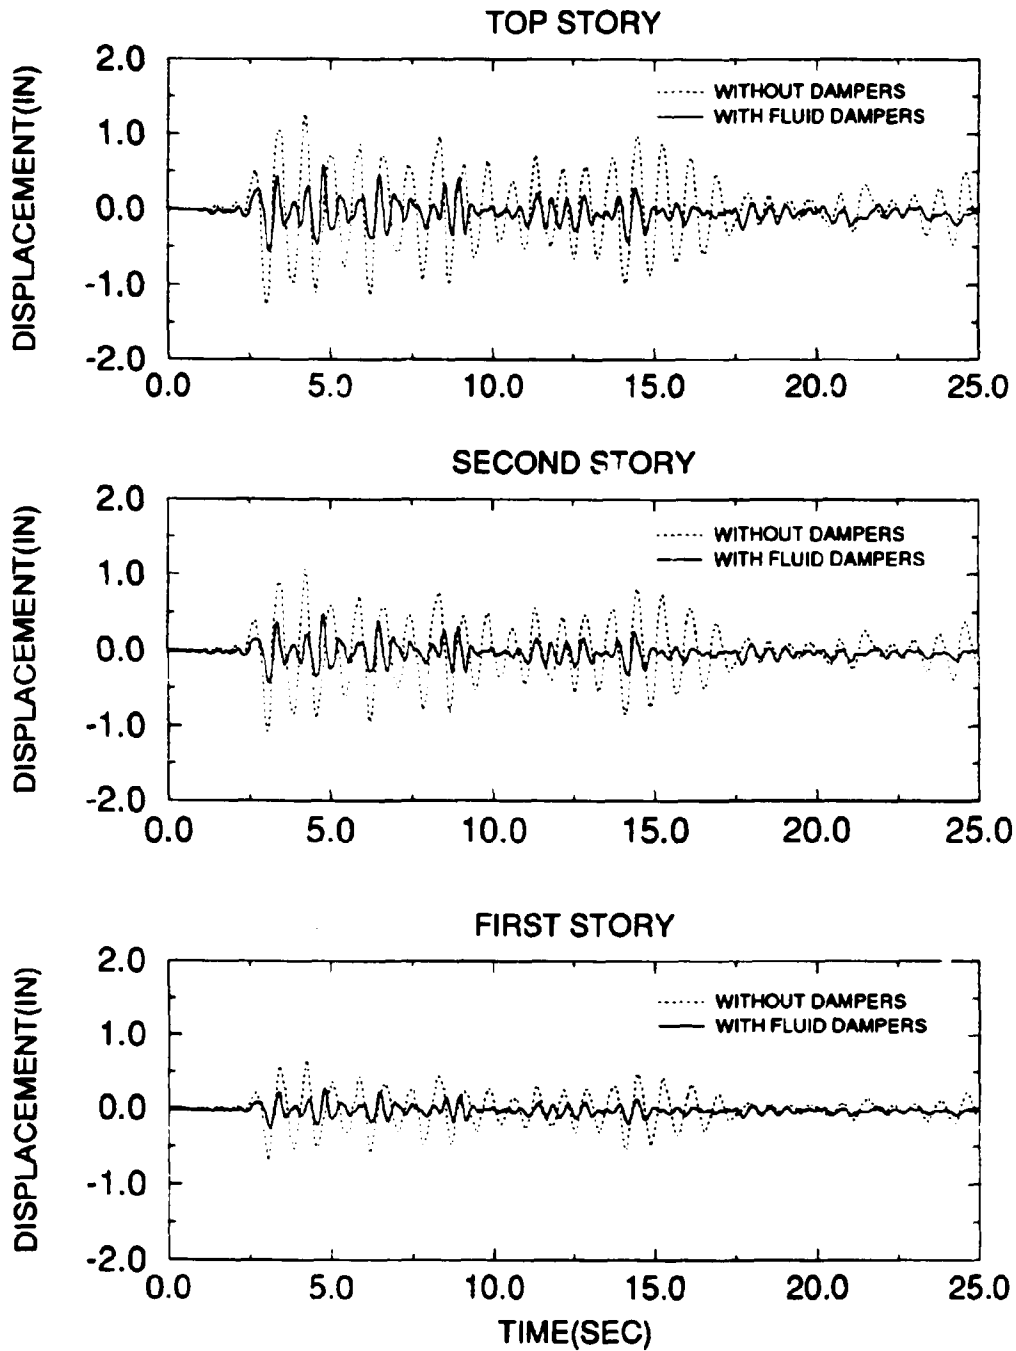 TOP STORY
DISPLACEMENT(IN)
2.0
1.0
0.0
-1.0
-2.0
WITHOUT DAMPERS
WITH FLUID DAMPERS
0.0 5.0 10.0 15.0 20.0 25.0
SECOND STORY
DISPLACEMENT(IN)
2.0
1.0
0.0
-1.0
-2.0
WITHOUT DAMPERS
WITH FLUID DAMPERS
0.0 5.0 10.0 15.0 20.0 25.0
FIRST STORY
DISPLACEMENT(IN)
2.0
1.0
0.0
-1.0
-2.0
WITHOUT DAMPERS
WITH FLUID DAMPERS
0.0 5.0 10.0 15.0 20.0 25.0
TIME(SEC)